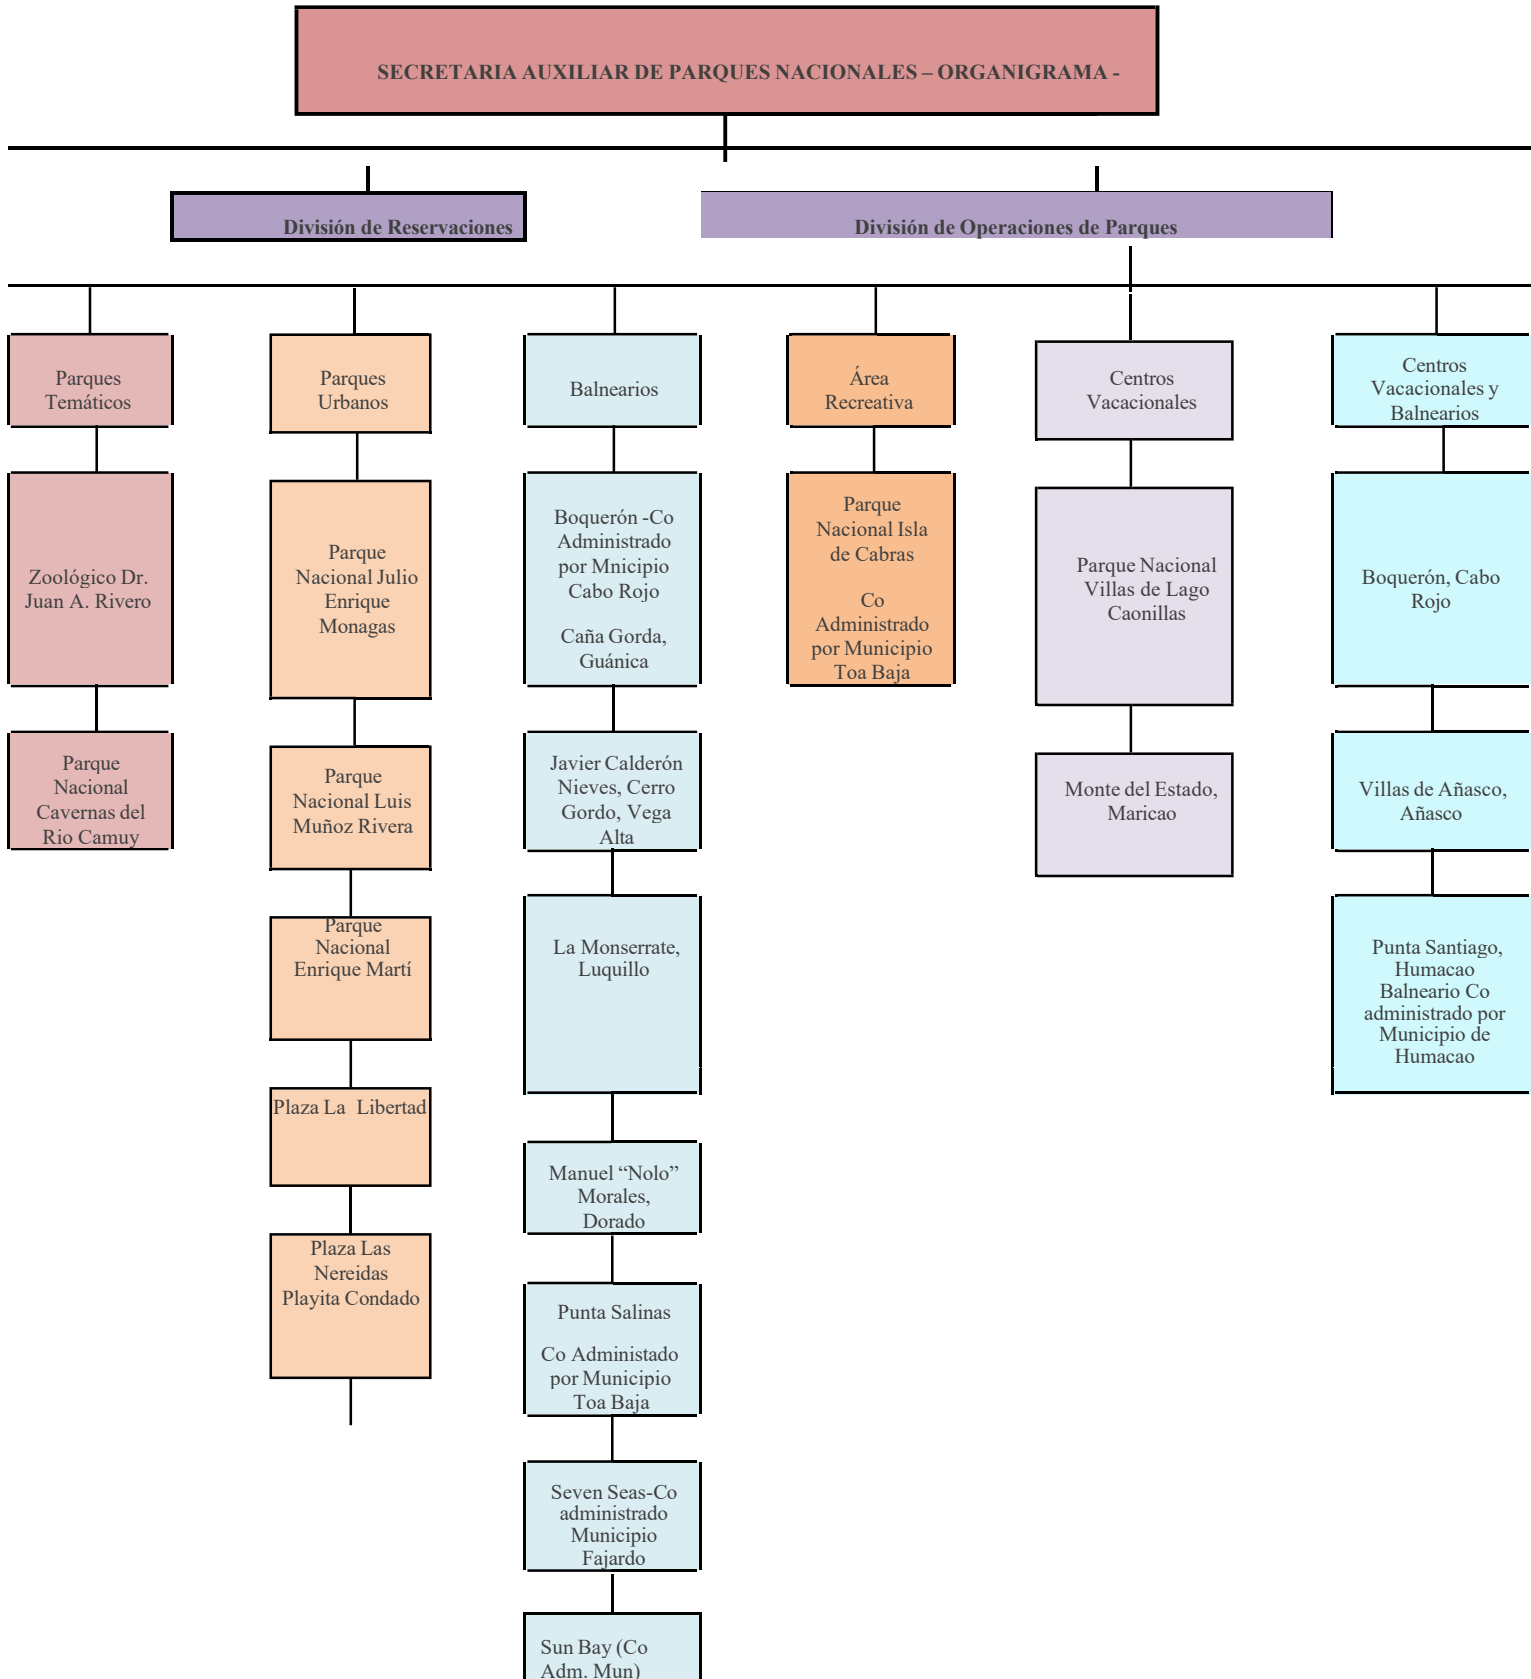 SECRETARIA AUXILIAR DE PARQUES NACIONALES – ORGANIGRAMA -
División de Reservaciones
División de Operaciones de Parques
Parques
Temáticos
Zoológico Dr.
Juan A. Rivero
Parque
Nacional
Cavernas del
Rio Camuy
Parques
Urbanos
Parque
Nacional Julio
Enrique
Monagas
Parque
Nacional Luis
Muñoz Rivera
Parque
Nacional
Enrique Martí
Plaza La Libertad
Plaza Las
Nereidas
Playita Condado
Balnearios
Boquerón -Co
Administrado
por Mnicipio
Cabo Rojo
Caña Gorda,
Guánica
Javier Calderón
Nieves, Cerro
Gordo, Vega
Alta
La Monserrate,
Luquillo
Manuel “Nolo”
Morales,
Dorado
Punta Salinas
Co Administado
por Municipio
Toa Baja
Seven Seas-Co
administrado
Municipio
Fajardo
Sun Bay (Co
Adm. Mun)
Área
Recreativa
Parque
Nacional Isla
de Cabras
Co
Administrado
por Municipio
Toa Baja
Centros
Vacacionales
Parque Nacional
Villas de Lago
Caonillas
Monte del Estado,
Maricao
Centros
Vacacionales y
Balnearios
Boquerón, Cabo
Rojo
Villas de Añasco,
Añasco
Punta Santiago,
Humacao
Balneario Co
administrado por
Municipio de
Humacao